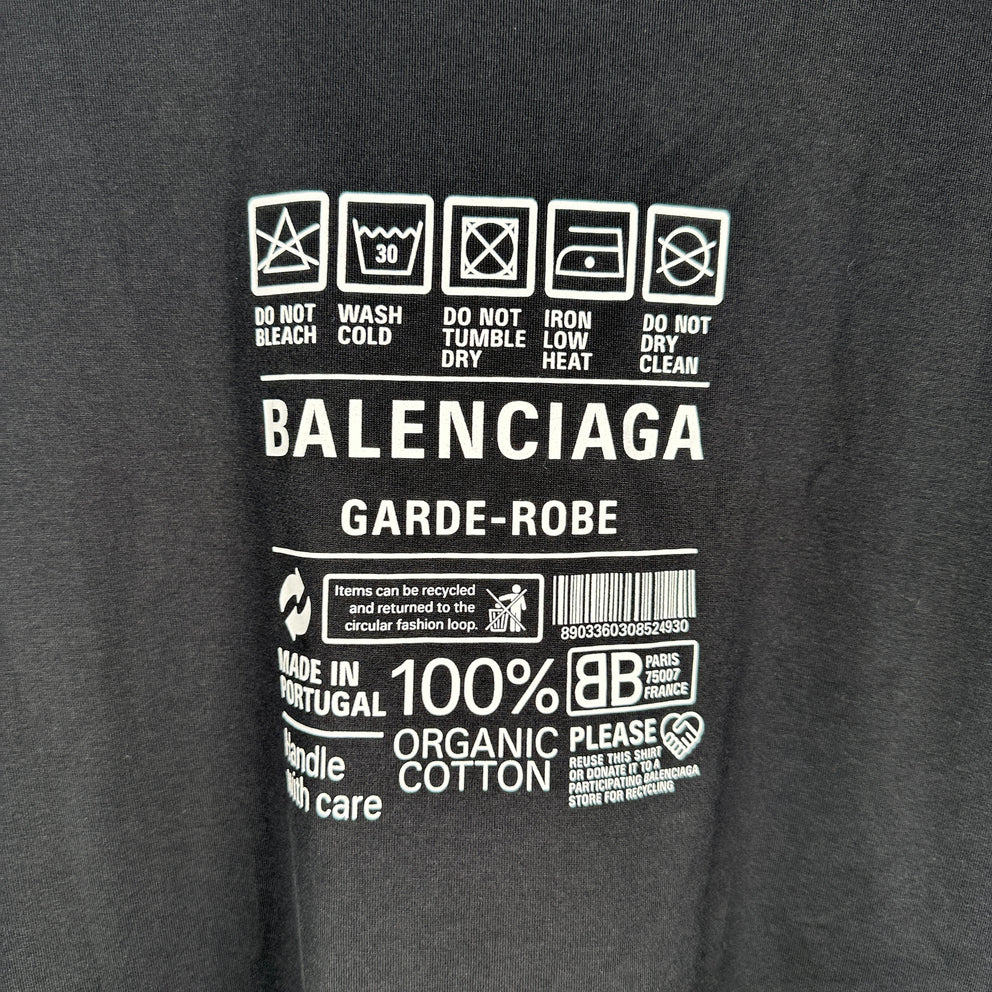 DO NOT
BLEACH
30
WASH
COLD
DO NOT
TUMBLE
DRY
IRON
LOW
HEAT
DO NOT
DRY
CLEAN
BALENCIAGA
GARDE-ROBE
Items can be recycled
and returned to the
circular fashion loop.
8903360308524930
MADE IN
PORTUGAL
Handle
With care
100%
ORGANIC
COTTON
BB
PARIS
75007
FRANCE
PLEASE
REUSE THIS SHIRT
OR DONATE IT TO A
PARTICIPATING BALENCIAGA
STORE FOR RECYCLING